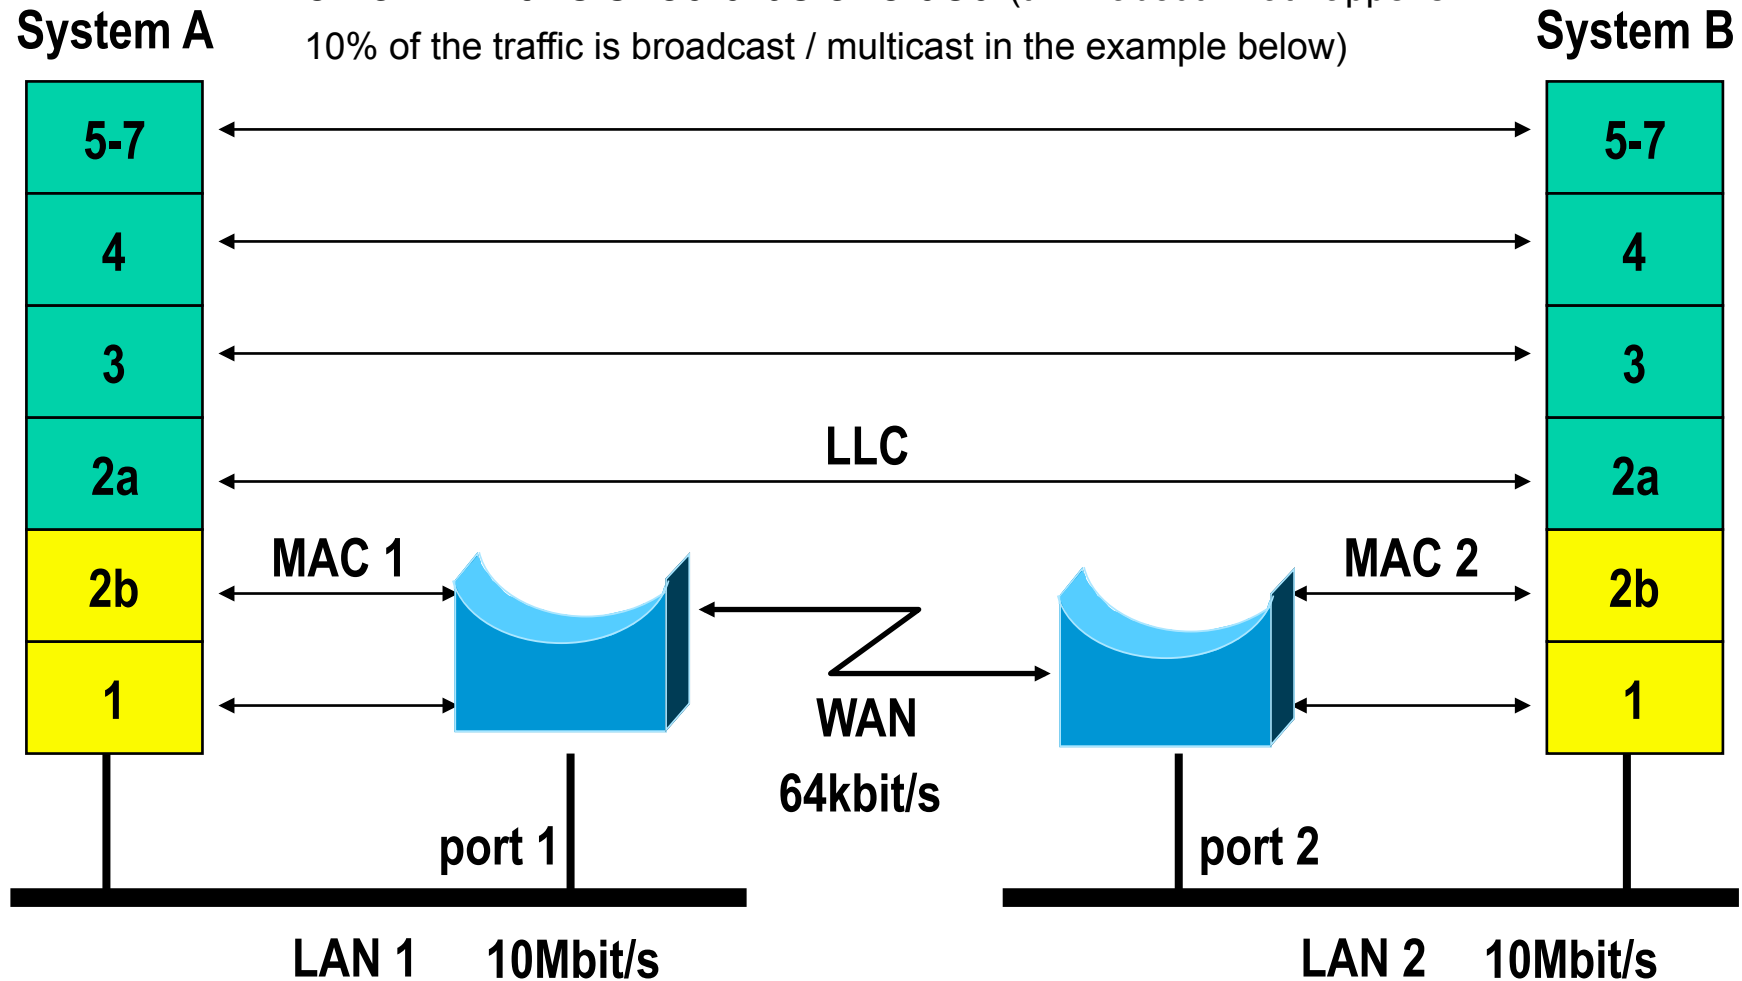 System A
10% of the traffic is broadcast / multicast in the example below)
System B
5-7
5-7
4
4
3
3
LLC
2a
2a
MAC 1
MAC 2
2b
2b
1
1
WAN
64kbit/s
port 1
port 2
LAN 1 10Mbit/s
LAN 2 10Mbit/s